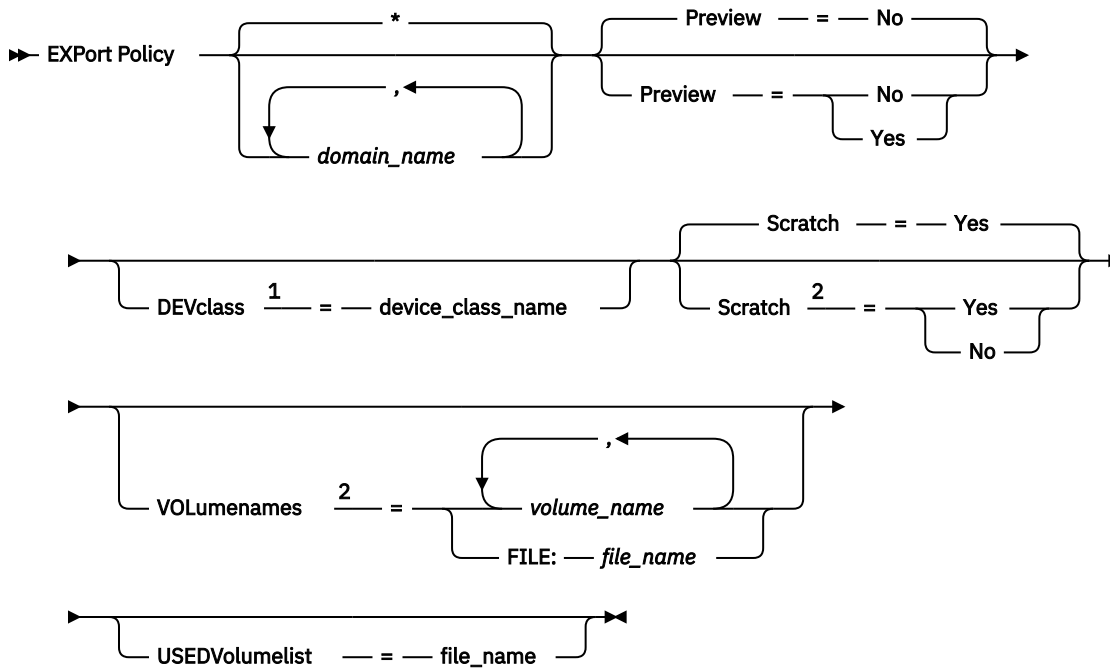 *
Preview = No
EXPort Policy
,
domain_name
Preview = No
Yes
Scratch = Yes
DEVclass 1 = device_class_name
Scratch 2 = Yes
No
,
VOLumenames 2 = volume_name
FILE: file_name
USEDVolumelist = file_name